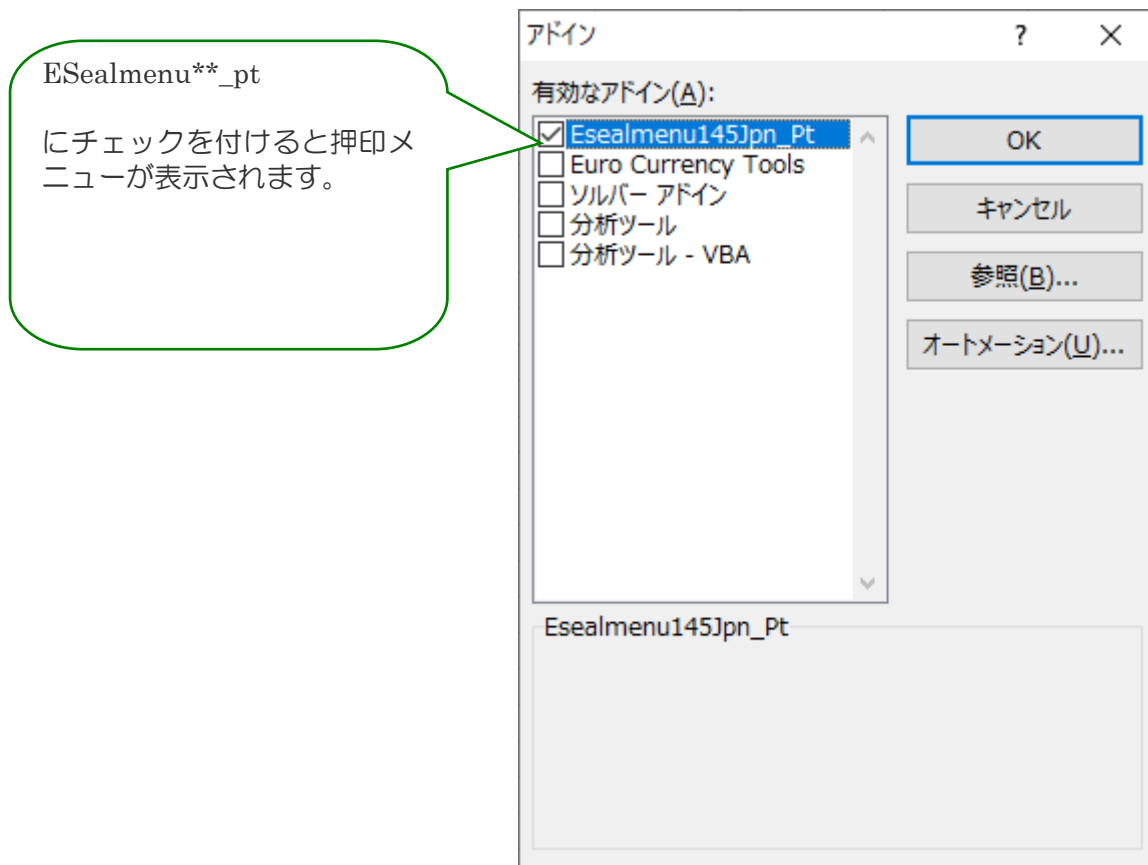 ESealmenu**_pt
にチェックを付けると押印メ
ニューが表示されます。
アドイン
?
有効なアドイン(A):
Esealmenu145Jpn_Pt
Euro Currency Tools
ソルバー アドイン
分析ツール
分析ツール - VBA
OK
キャンセル
参照(B)...
オートメーション(U)...
Esealmenu145Jpn_Pt